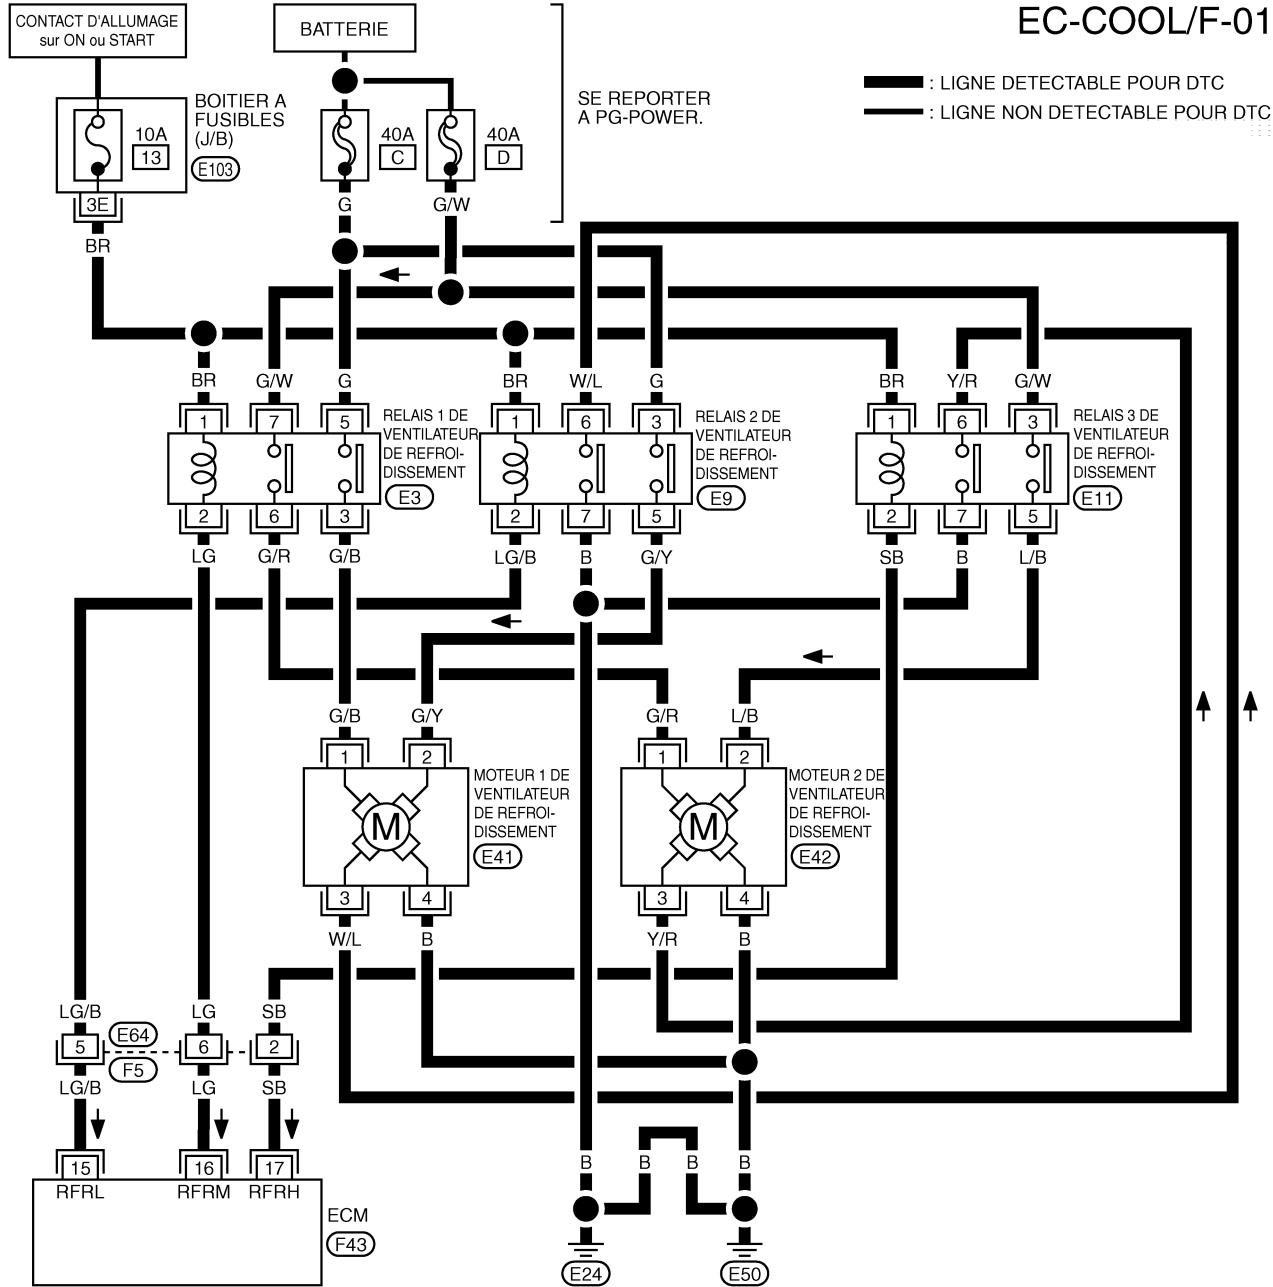 EC-COOL/F-01
CONTACT D'ALLUMAGE
sur ON ou START
BATTERIE
: LIGNE DETECTABLE POUR DTC
: LIGNE NON DETECTABLE POUR DTC
SE REPORTER
A PG-POWER.
BOITIER A
FUSIBLES
(J/B)
E103
10A
13
40A
C
40A
D
3E
BR
G
G/W
BR
G/W
G
BR
W/L
G
BR
Y/R
G/W
1
7
5
1
6
3
1
6
3
RELAIS 1 DE
VENTILATEUR
DE REFROI-
DISSEMENT
E3
RELAIS 2 DE
VENTILATEUR
DE REFROI-
DISSEMENT
E9
RELAIS 3 DE
VENTILATEUR
DE REFROI-
DISSEMENT
E11
2
6
3
2
7
5
2
7
5
LG
G/R
G/B
LG/B
B
G/Y
SB
B
L/B
G/B
G/Y
G/R
L/B
1
2
1
2
M
MOTEUR 1 DE
VENTILATEUR
DE REFROI-
DISSEMENT
E41
M
MOTEUR 2 DE
VENTILATEUR
DE REFROI-
DISSEMENT
E42
3
4
3
4
W/L
B
Y/R
B
LG/B
LG
SB
5
E64
F5
6
2
LG/B
LG
SB
15
16
17
RFRL
RFRM
RFRH
ECM
F43
B
B
B
B
E24
E50